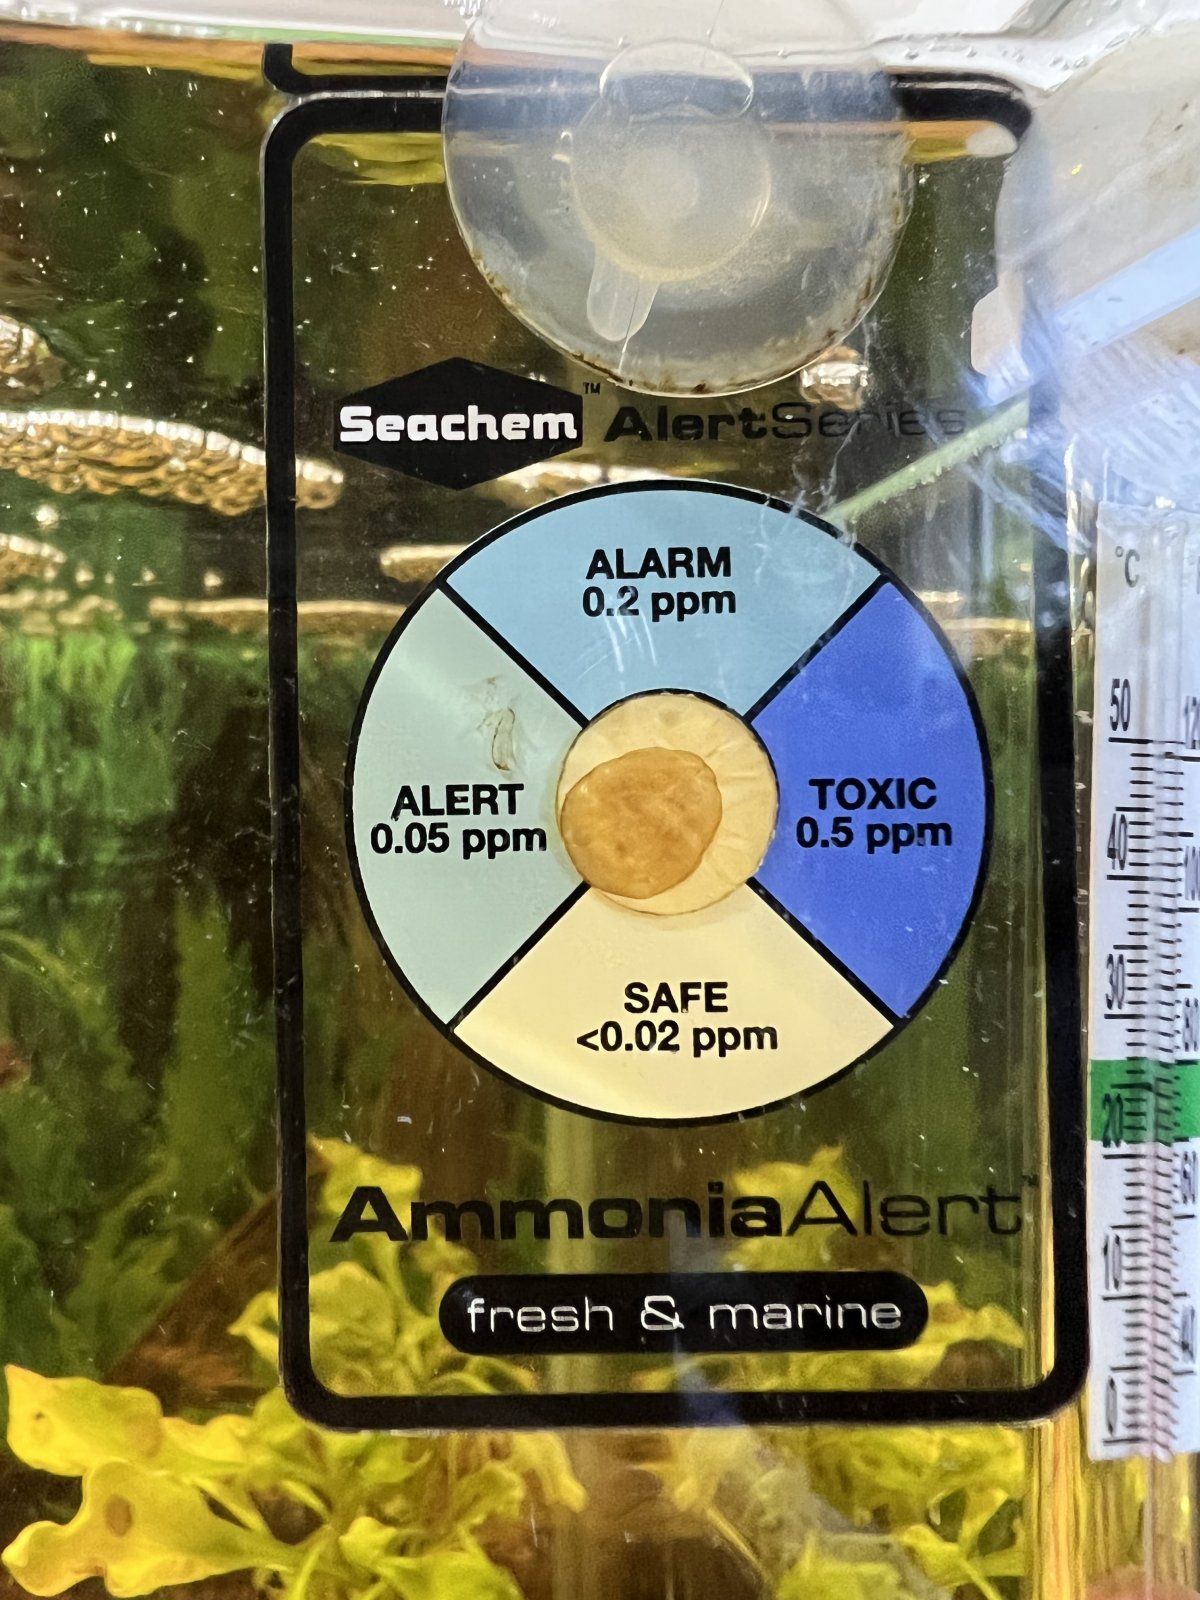 Seachem™ AlertSeries
ALARM
0.2 ppm
ALERT
0.05 ppm
TOXIC
0.5 ppm
SAFE
<0.02 ppm
AmmoniaAlert™
fresh & marine
°C
50
40
30
20
10
0